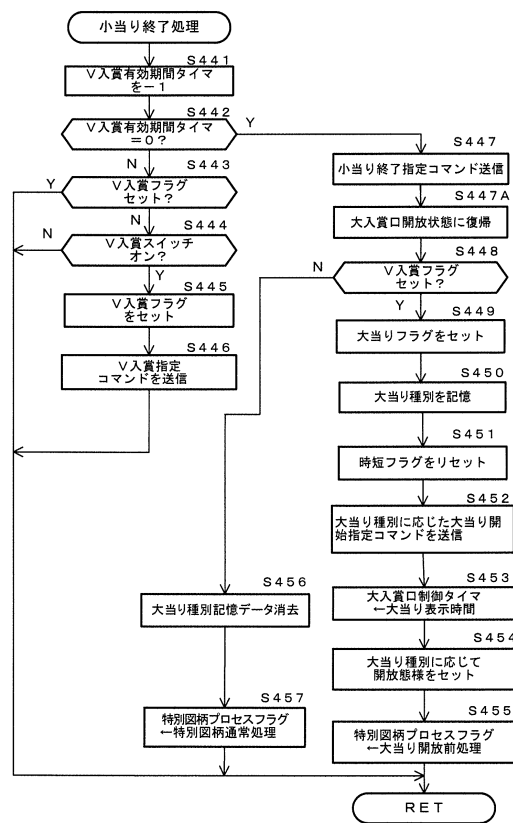 小当り終了処理
S441
V入賞有効期間タイマ
を−1
S442
V入賞有効期間タイマ
=0?
Y
N
S443
Y
V入賞フラグ
セット?
N
S444
N
V入賞スイッチ
オン?
Y
S445
V入賞フラグ
をセット
S446
V入賞指定
コマンドを送信
S447
小当り終了指定コマンド送信
S447A
大入賞口開放状態に復帰
S448
N
V入賞フラグ
セット?
Y
S449
大当りフラグをセット
S450
大当り種別を記憶
S451
時短フラグをリセット
S452
大当り種別に応じた大当り開
始指定コマンドを送信
S453
大入賞口制御タイマ
←大当り表示時間
S454
大当り種別に応じて
開放態様をセット
S455
特別図柄プロセスフラグ
←大当り開放前処理
S456
大当り種別記憶データ消去
S457
特別図柄プロセスフラグ
←特別図柄通常処理
RET